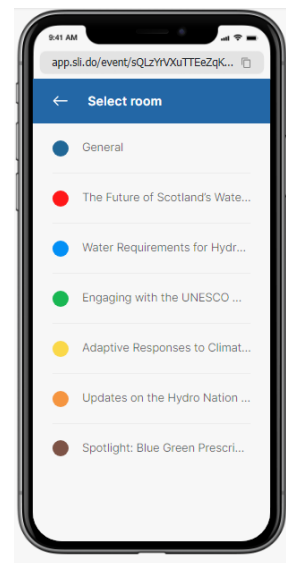 9:41 AM
app.sli.do/event/sQLzYrVXuTTEeZqK...
← Select room
General
The Future of Scotland's Wate...
Water Requirements for Hydr...
Engaging with the UNESCO ...
Adaptive Responses to Climat...
Updates on the Hydro Nation ...
Spotlight: Blue Green Prescri...